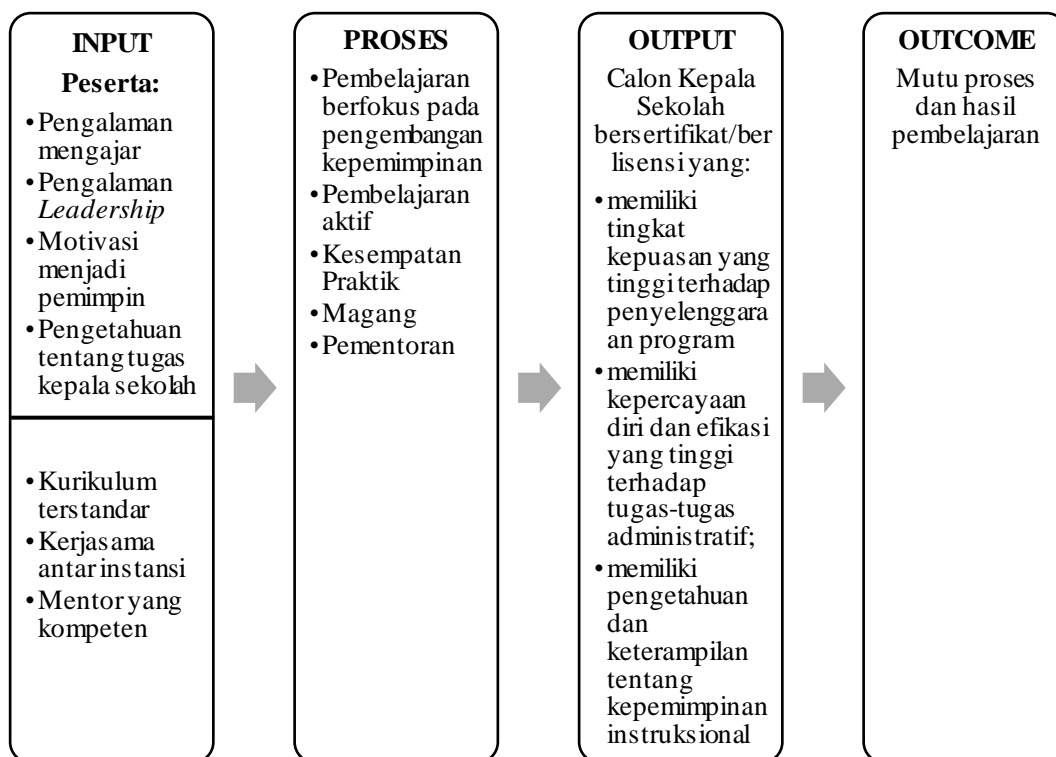 INPUT
Peserta:
•Pengalaman
mengajar
•Pengalaman
Leadership
•Motivasi
menjadi
pemimpin
•Pengetahuan
tentang tugas
kepala sekolah
•Kurikulum
terstandar
•Kerjasama
antar instansi
•Mentor yang
kompeten
PROSES
•Pembelajaran
berfokus pada
pengembangan
kepemimpinan
•Pembelajaran
aktif
•Kesempatan
Praktik
•Magang
•Pementoran
OUTPUT
Calon Kepala
Sekolah
bersertifikat/ber
lisensi yang:
•memiliki
tingkat
kepuasan yang
tinggi terhadap
penyelenggara
an program
•memiliki
kepercayaan
diri dan efikasi
yang tinggi
terhadap
tugas-tugas
administratif;
•memiliki
pengetahuan
dan
keterampilan
tentang
kepemimpinan
instruksional
OUTCOME
Mutu proses
dan hasil
pembelajaran